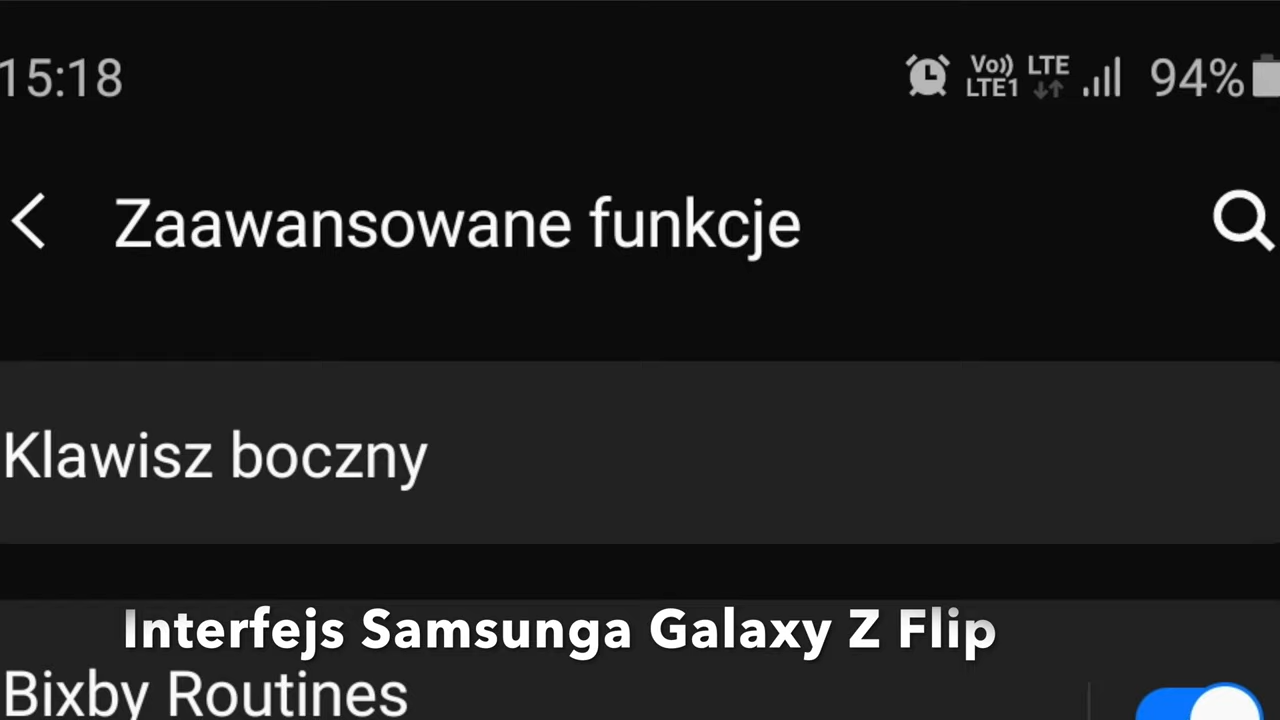 15:18
Vo)) LTE
LTE1
94%
Zaawansowane funkcje
Klawisz boczny
Interfejs Samsunga Galaxy Z Flip
Bixby Routines